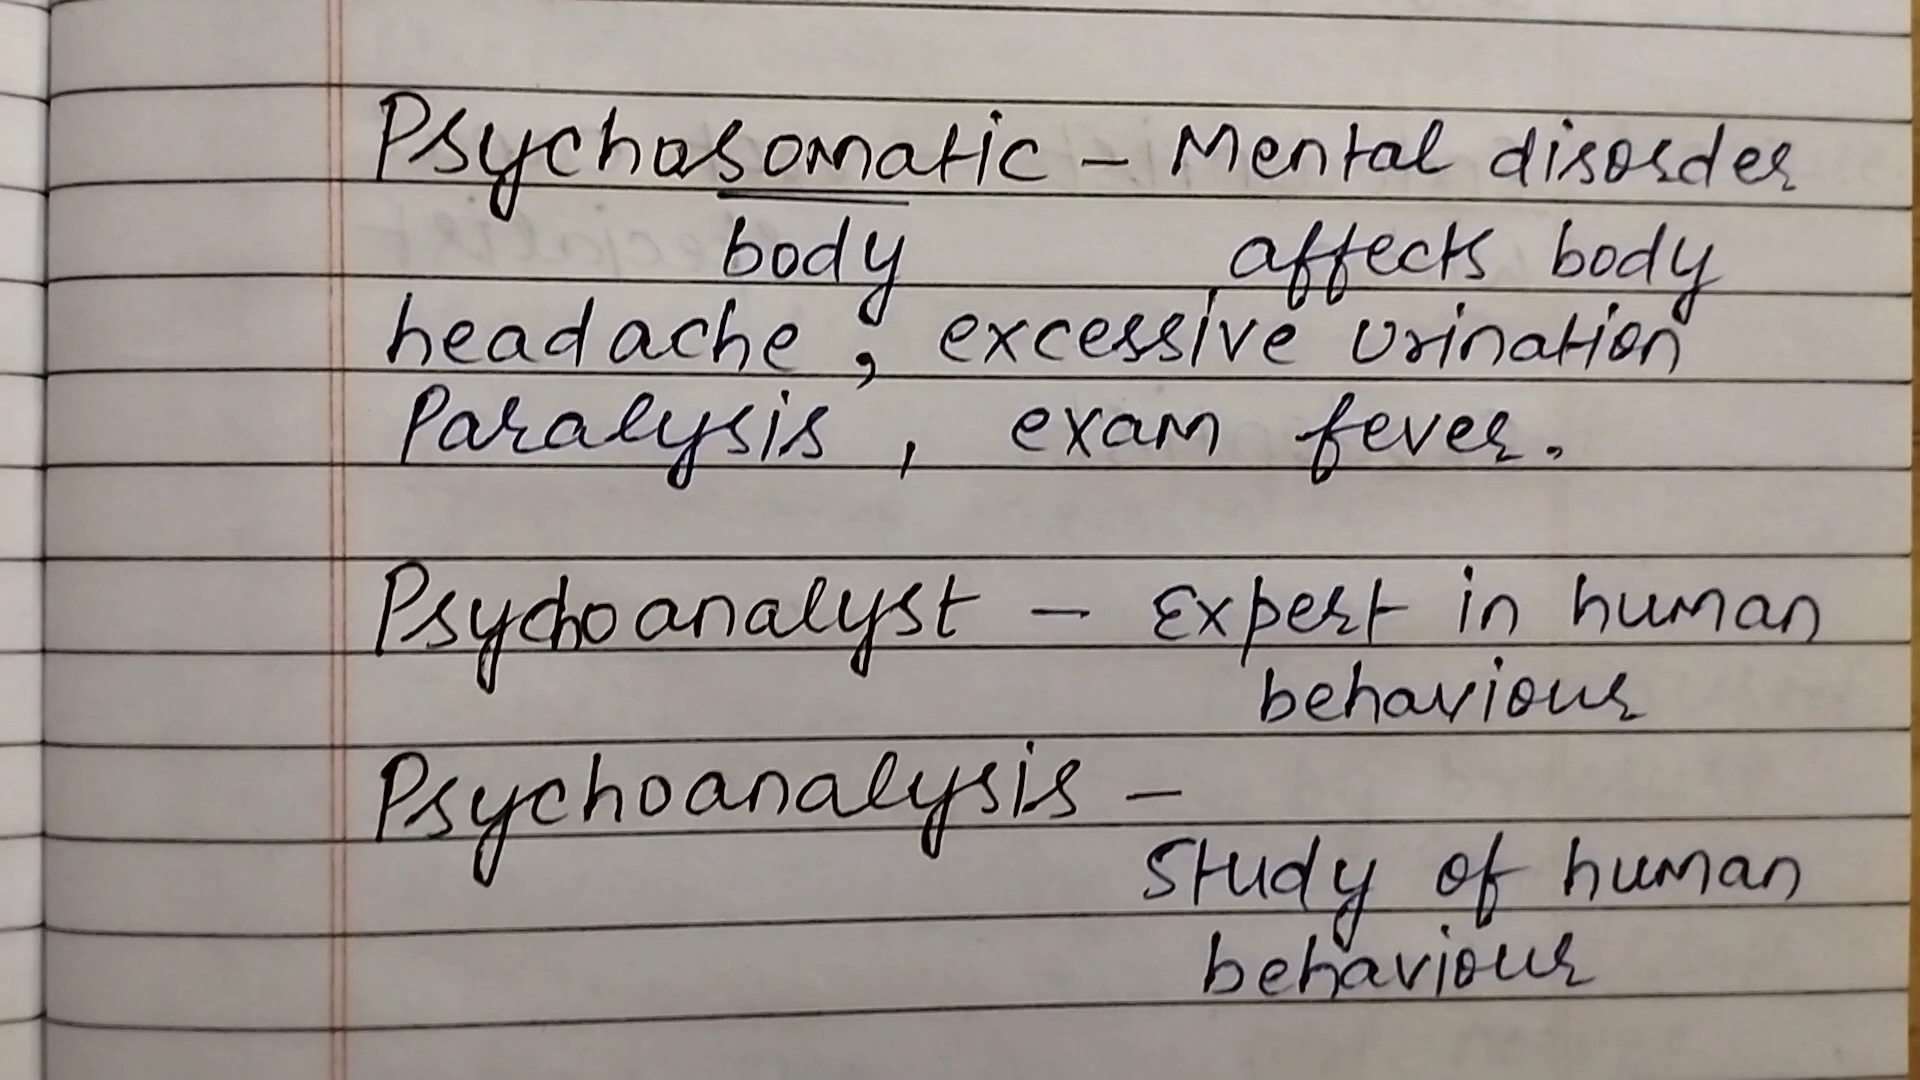 Psychosomatic - Mental disorder
body affects body
headache, excessive urination
Paralysis, exam fever.
Psychoanalyst - Expert in human
behaviour
Psychoanalysis -
Study of human
behaviour